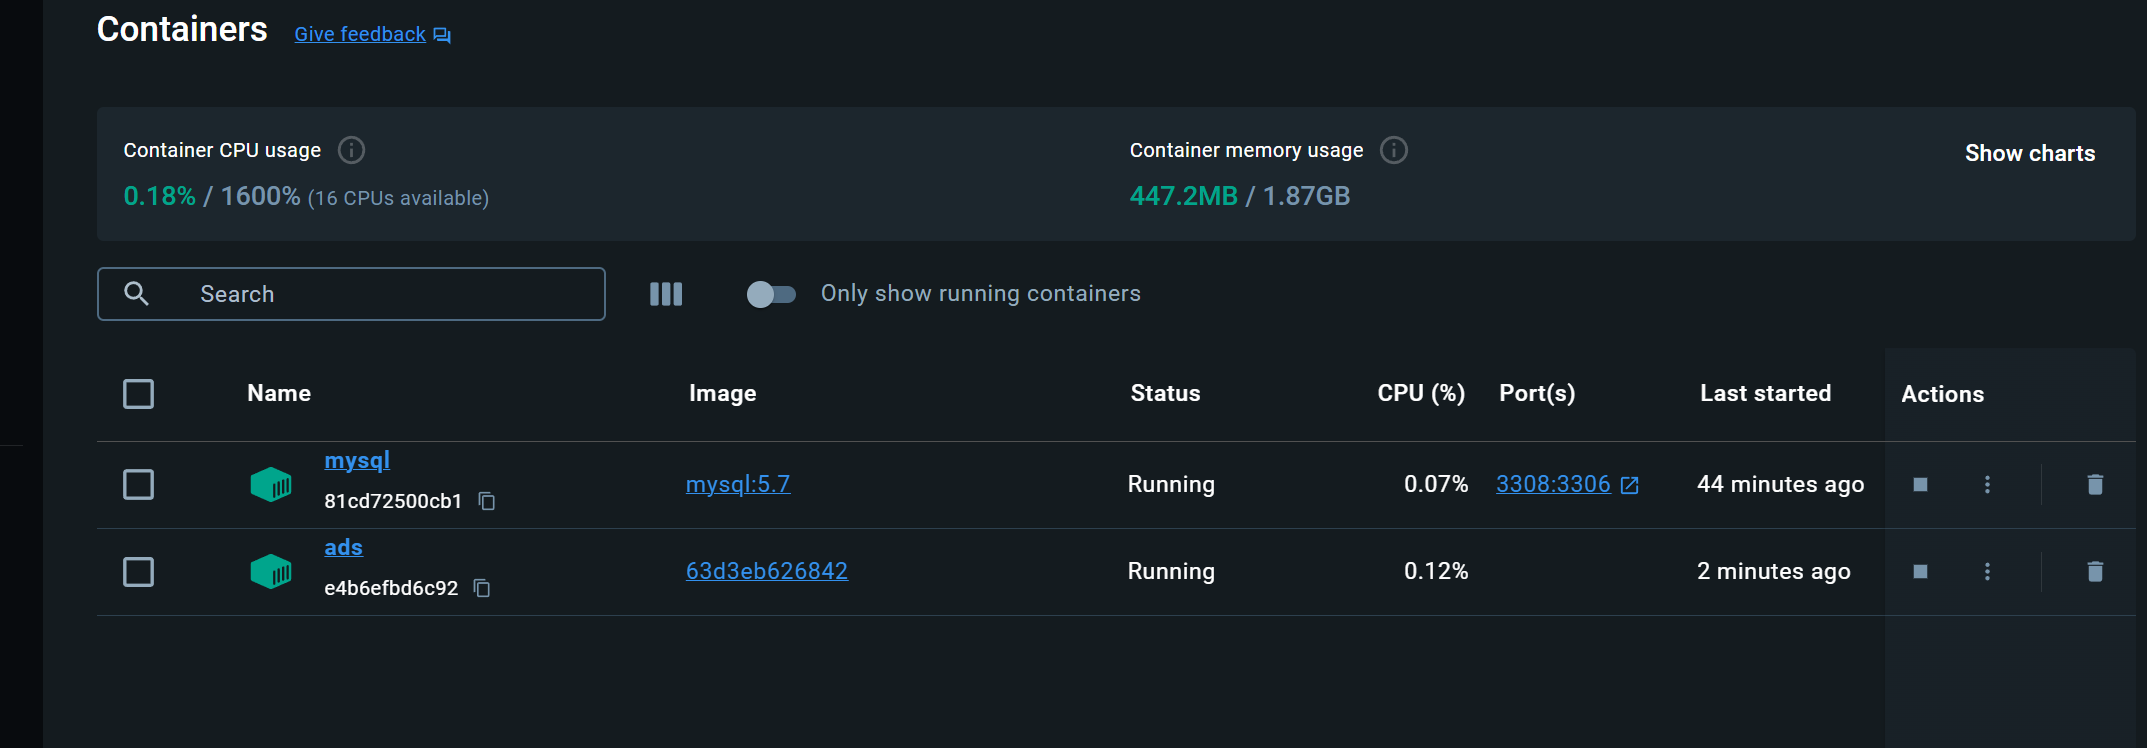 Containers Give feedback
Container CPU usage
0.18% / 1600% (16 CPUs available)
Container memory usage
447.2MB / 1.87GB
Show charts
Search
Only show running containers
Name Image Status CPU (%) Port(s) Last started Actions
mysql
81cd72500cb1
mysql:5.7 Running 0.07% 3308:3306 44 minutes ago
ads
e4b6efbd6c92
63d3eb626842 Running 0.12% 2 minutes ago